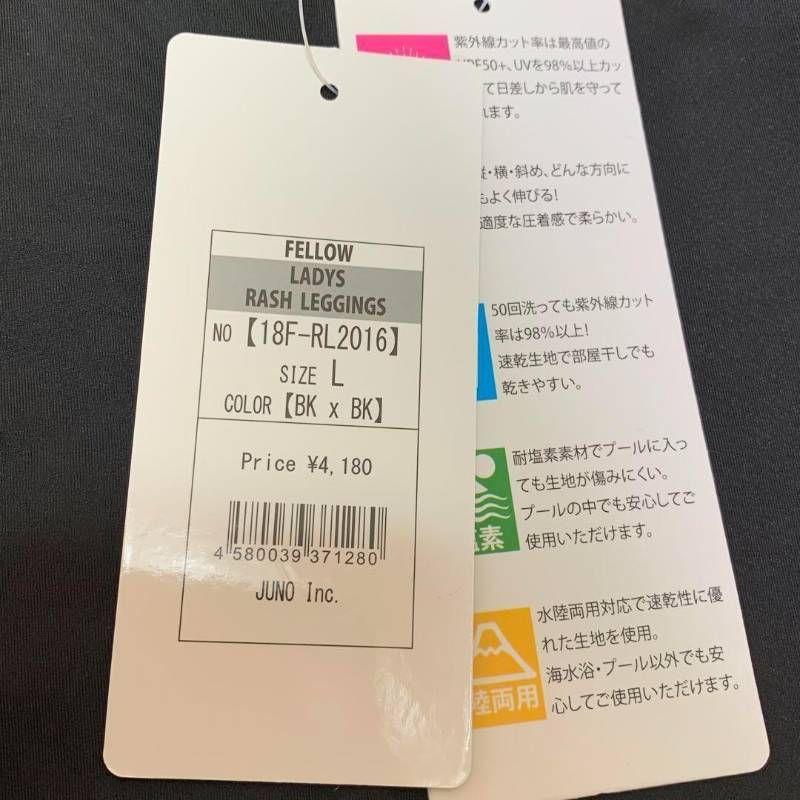 FELLOW
LADYS
RASH LEGGINGS
NO【18F-RL2016】
SIZE L
COLOR【BK x BK】
Price ¥4,180
4 580039 371280
JUNO Inc.
紫外線カット率は最高値の
UPF50+、UVを98%以上カッ
て日差しから肌を守って
れます。
縦・横・斜め、どんな方向に
もよく伸びる!
適度な圧着感で柔らかい。
50回洗っても紫外線カット
率は98%以上!
速乾生地で部屋干しでも
乾きやすい。
塩素
耐塩素素材でプールに入っ
ても生地が傷みにくい。
プールの中でも安心してご
使用いただけます。
陸両用
水陸両用対応で速乾性に優
れた生地を使用。
海水浴・プール以外でも安
心してご使用いただけます。